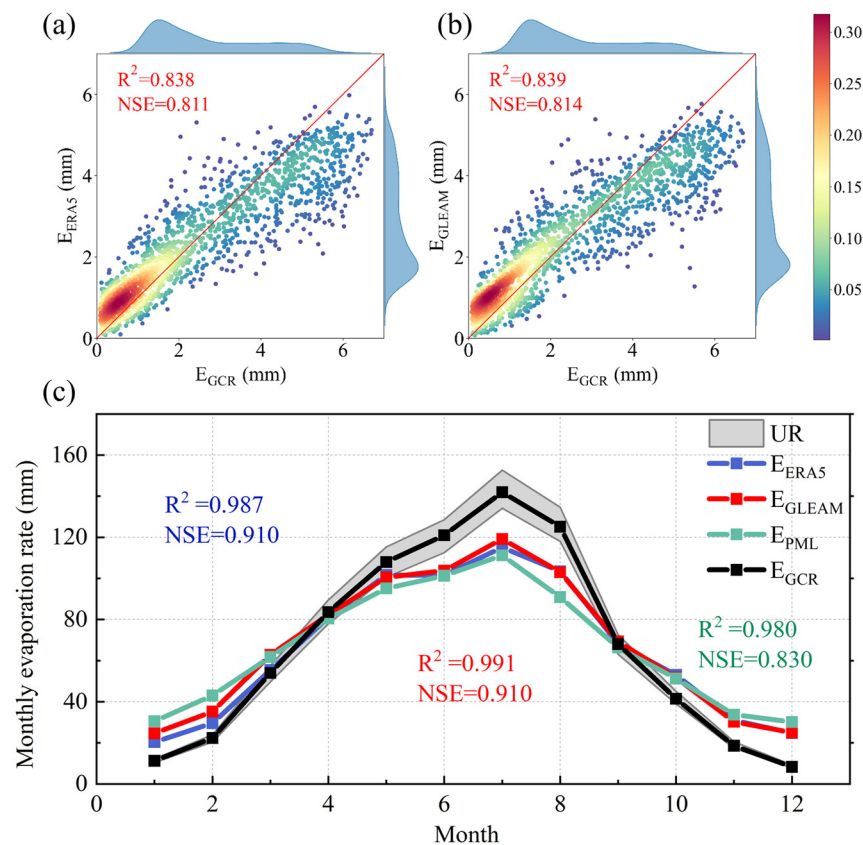 (a)
R²=0.838
NSE=0.811
6
4
2
0
E_ERA5 (mm)
0 2 4 6
E_GCR (mm)
(b)
R²=0.839
NSE=0.814
6
4
2
0
E_GLEAM (mm)
0 2 4 6
E_GCR (mm)
0.30
0.25
0.20
0.15
0.10
0.05
(c)
UR
E_ERA5
E_GLEAM
E_PML
E_GCR
R² =0.987
NSE=0.910
R² =0.991
NSE=0.910
R² =0.980
NSE=0.830
160
120
80
40
0
Monthly evaporation rate (mm)
0 2 4 6 8 10 12
Month